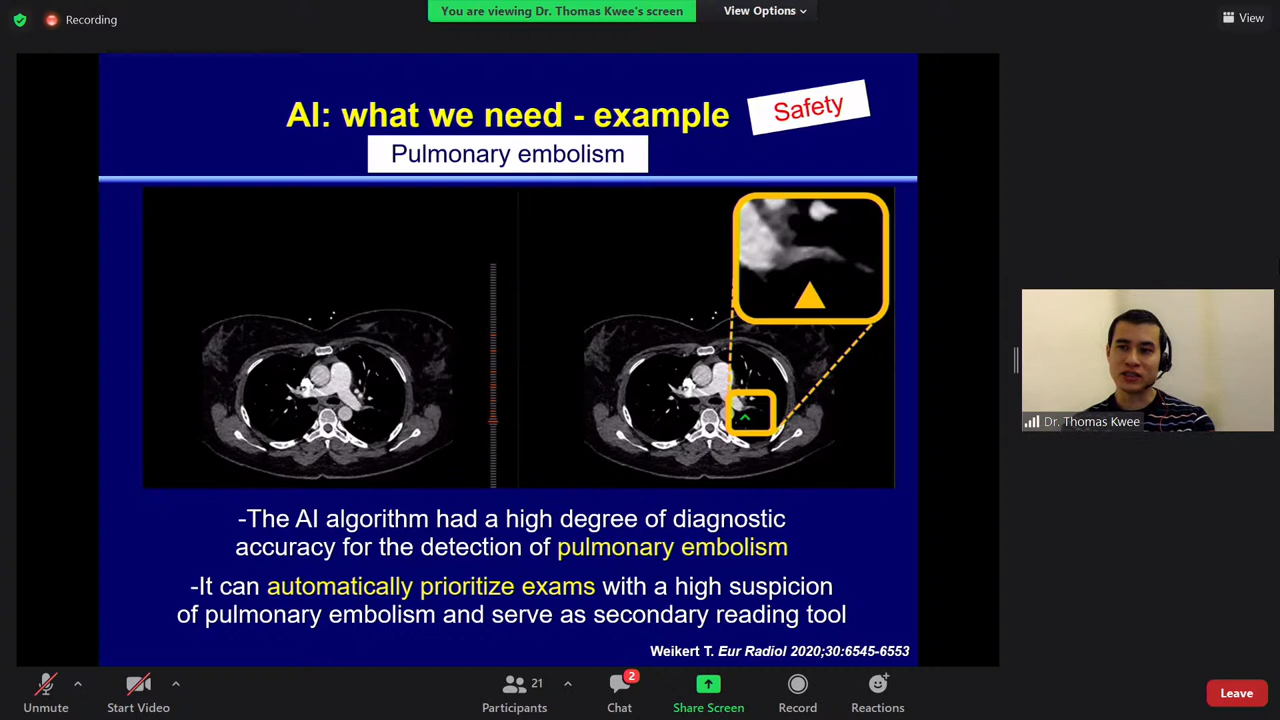 Recording
You are viewing Dr. Thomas Kwee's screen
View Options
View
AI: what we need - example
Safety
Pulmonary embolism
-The AI algorithm had a high degree of diagnostic
accuracy for the detection of pulmonary embolism
-It can automatically prioritize exams with a high suspicion
of pulmonary embolism and serve as secondary reading tool
Weikert T. Eur Radiol 2020;30:6545-6553
Dr. Thomas Kwee
Unmute
Start Video
21
Participants
2
Chat
Share Screen
Record
Reactions
Leave